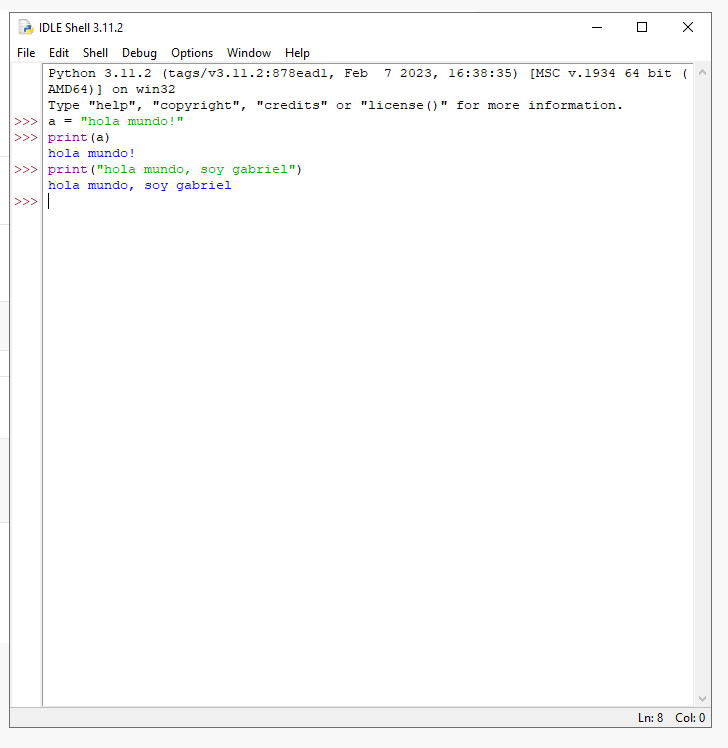 IDLE Shell 3.11.2
File Edit Shell Debug Options Window Help
Python 3.11.2 (tags/v3.11.2:878ead1, Feb  7 2023, 16:38:35) [MSC v.1934 64 bit (
AMD64)] on win32
Type "help", "copyright", "credits" or "license()" for more information.
>>> a = "hola mundo!"
>>> print(a)
hola mundo!
>>> print("hola mundo, soy gabriel")
hola mundo, soy gabriel
>>>
Ln: 8 Col: 0